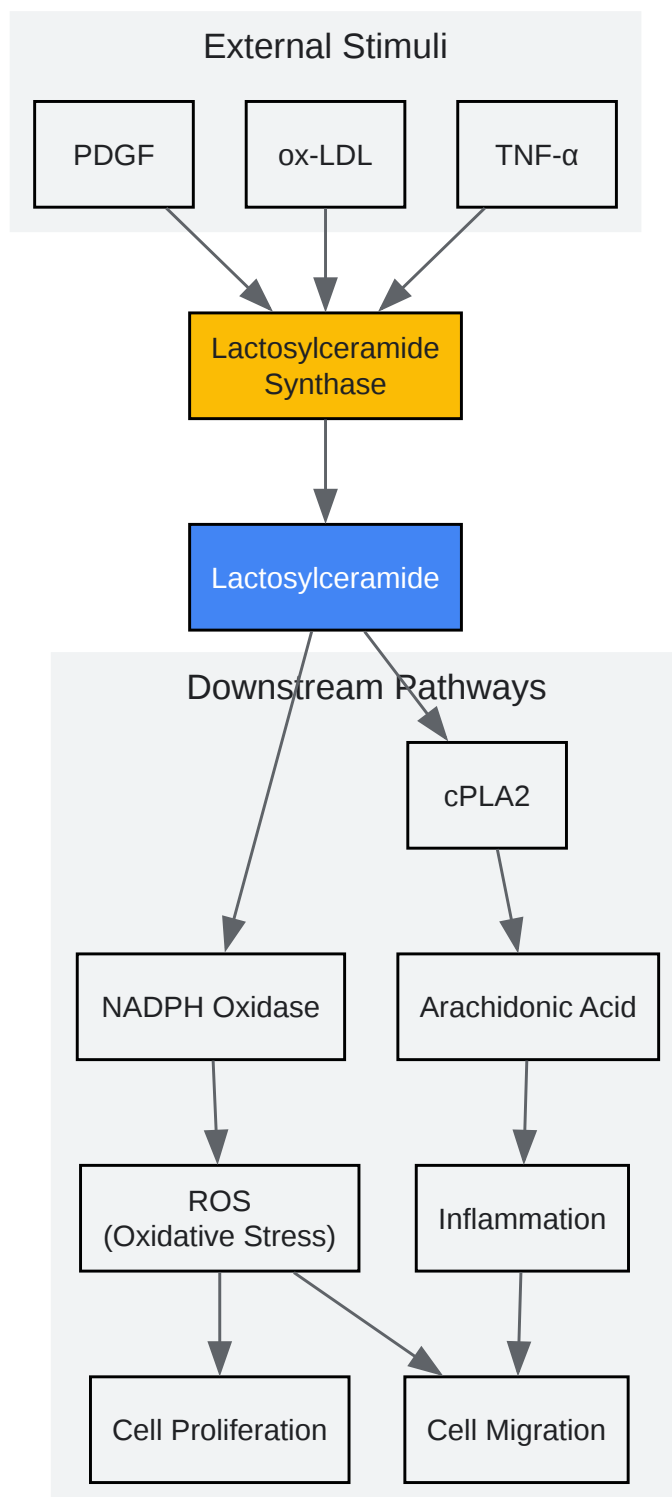 External Stimuli
PDGF
ox-LDL
TNF-α
Lactosylceramide
Synthase
Lactosylceramide
Downstream Pathways
cPLA2
NADPH Oxidase
Arachidonic Acid
ROS
(Oxidative Stress)
Inflammation
Cell Proliferation
Cell Migration